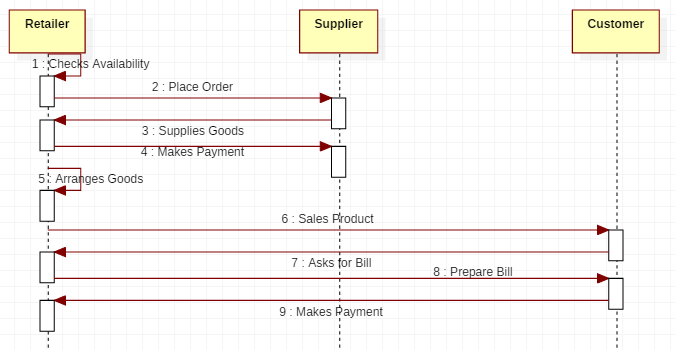 Retailer
Supplier
Customer
1 : Checks Availability
2 : Place Order
3 : Supplies Goods
4 : Makes Payment
5 : Arranges Goods
6 : Sales Product
7 : Asks for Bill
8 : Prepare Bill
9 : Makes Payment